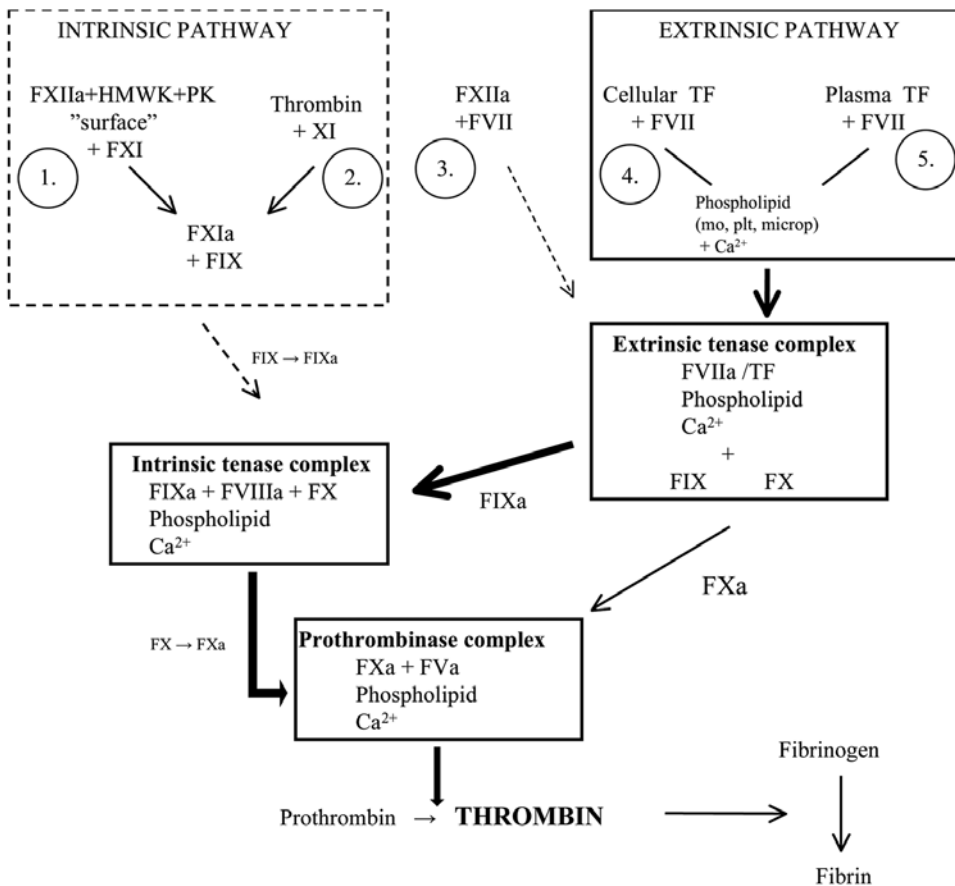 INTRINSIC PATHWAY
FXIIa+HMWK+PK
”surface”
+ FXI
Thrombin
+ XI
1.
2.
FXIa
+ FIX
FXIIa
+FVII
3.
EXTRINSIC PATHWAY
Cellular TF
+ FVII
Plasma TF
+ FVII
4.
5.
Phospholipid
(mo, plt, microp)
+ Ca²⁺
FIX → FIXa
Extrinsic tenase complex
FVIIa /TF
Phospholipid
Ca²⁺
+
FIX FX
Intrinsic tenase complex
FIXa + FVIIIa + FX
Phospholipid
Ca²⁺
FIXa
FXa
FX → FXa
Prothrombinase complex
FXa + FVa
Phospholipid
Ca²⁺
Prothrombin → THROMBIN
Fibrinogen
Fibrin